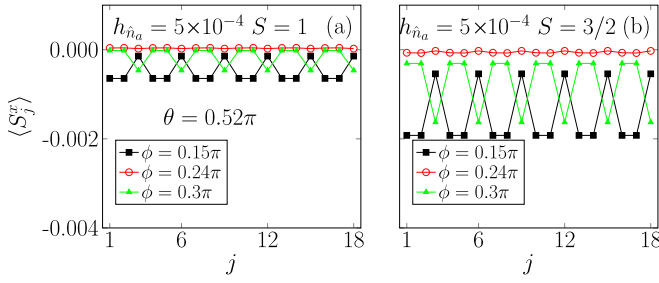 h_{n̂_a} = 5×10⁻⁴ S = 1 (a)
h_{n̂_a} = 5×10⁻⁴ S = 3/2 (b)
0.000
-0.002
-0.004
⟨S_j^x⟩
θ = 0.52π
ϕ = 0.15π
ϕ = 0.24π
ϕ = 0.3π
ϕ = 0.15π
ϕ = 0.24π
ϕ = 0.3π
1 6 12 18
1 6 12 18
j
j